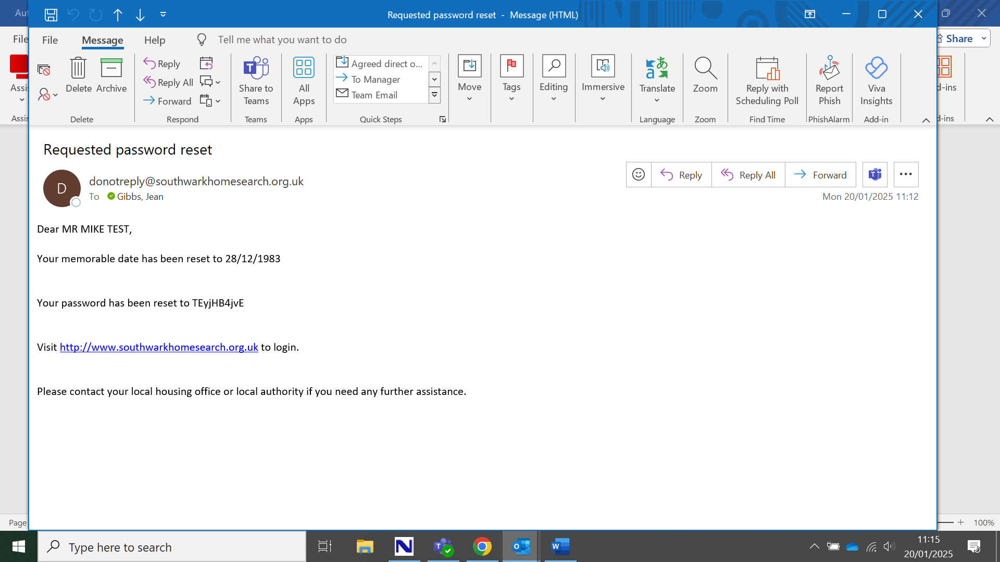 Requested password reset - Message (HTML)
File
File Message Help Tell me what you want to do
Share
Delete
Archive
Reply
Reply All
Forward
Share to Teams
All Apps
Agreed direct o...
To Manager
Team Email
Move
Tags
Editing
Immersive
Translate
Zoom
Reply with Scheduling Poll
Report Phish
Viva Insights
Delete Respond Teams Apps Quick Steps Language Zoom Find Time PhishAlarm Add-in
Requested password reset
D
donotreply@southwarkhomesearch.org.uk
To Gibbs, Jean
Reply Reply All Forward
Mon 20/01/2025 11:12
Dear MR MIKE TEST,
Your memorable date has been reset to 28/12/1983
Your password has been reset to TEyjHB4jvE
Visit http://www.southwarkhomesearch.org.uk to login.
Please contact your local housing office or local authority if you need any further assistance.
Page
100%
Type here to search
11:15
20/01/2025